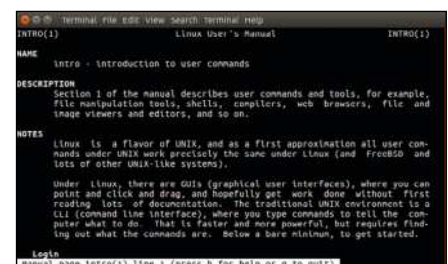 Terminal File Edit View Search Terminal Help
INTRO(1) Linux User's Manual INTRO(1)
NAME
intro - introduction to user commands
DESCRIPTION
Section 1 of the manual describes user commands and tools, for example,
file manipulation tools, shells, compilers, web browsers, file and
image viewers and editors, and so on.
NOTES
Linux is a flavor of UNIX, and as a first approximation all user com-
mands under UNIX work precisely the same under Linux (and FreeBSD and
lots of other UNIX-like systems).
Under Linux, there are GUIs (graphical user interfaces), where you can
point and click and drag, and hopefully get work done without first
reading lots of documentation. The traditional UNIX environment is a
CLI (command line interface), where you type commands to tell the com-
puter what to do. That is faster and more powerful, but requires find-
ing out what the commands are. Below a bare minimum, to get started.
Login
Manual page intro(1) line 1 (press h for help or q to quit)